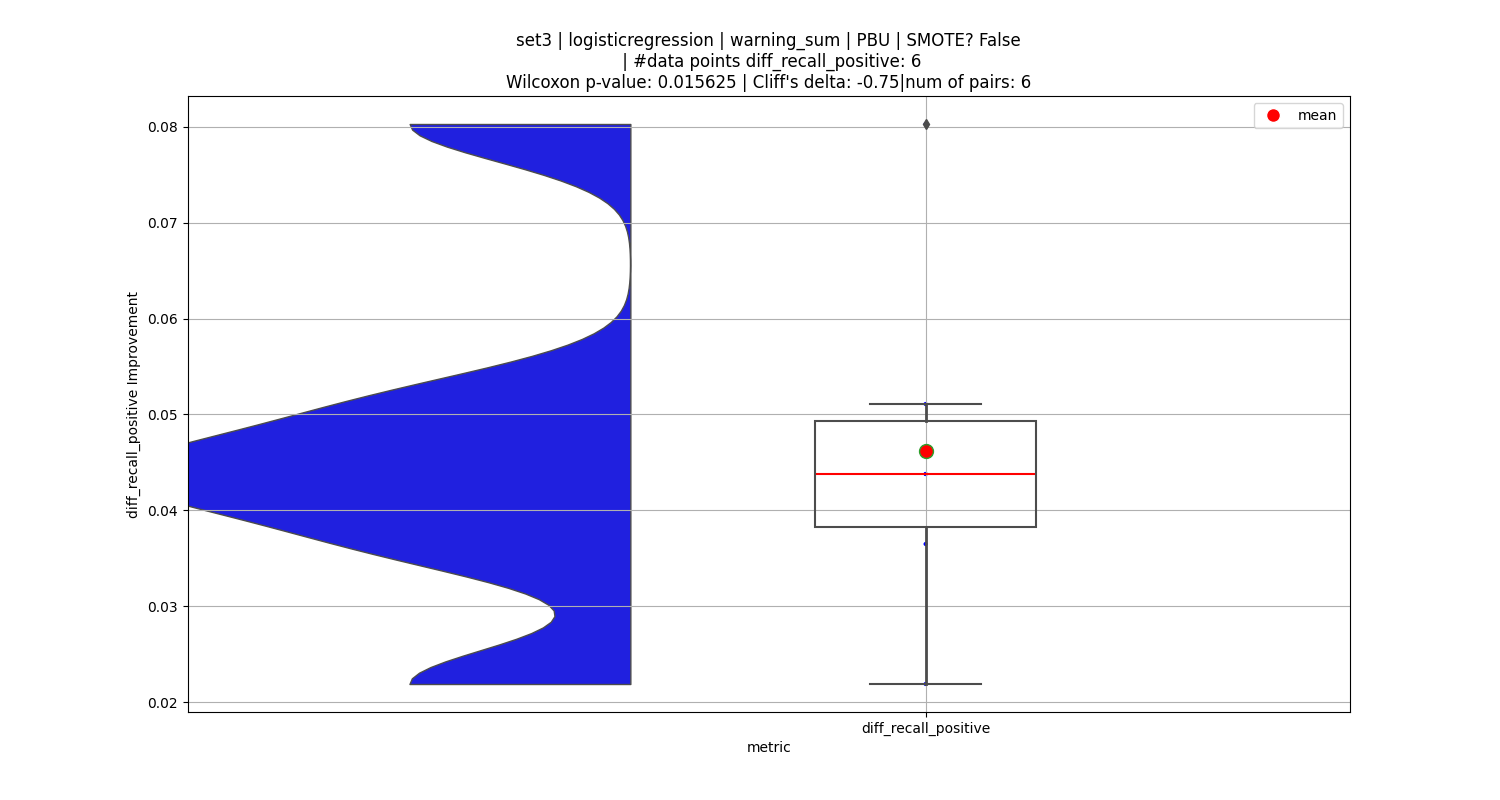 set3 | logisticregression | warning_sum | PBU | SMOTE? False
| #data points diff_recall_positive: 6
Wilcoxon p-value: 0.015625 | Cliff's delta: -0.75|num of pairs: 6
mean
0.08
0.07
0.06
0.05
0.04
0.03
0.02
diff_recall_positive Improvement
diff_recall_positive
metric